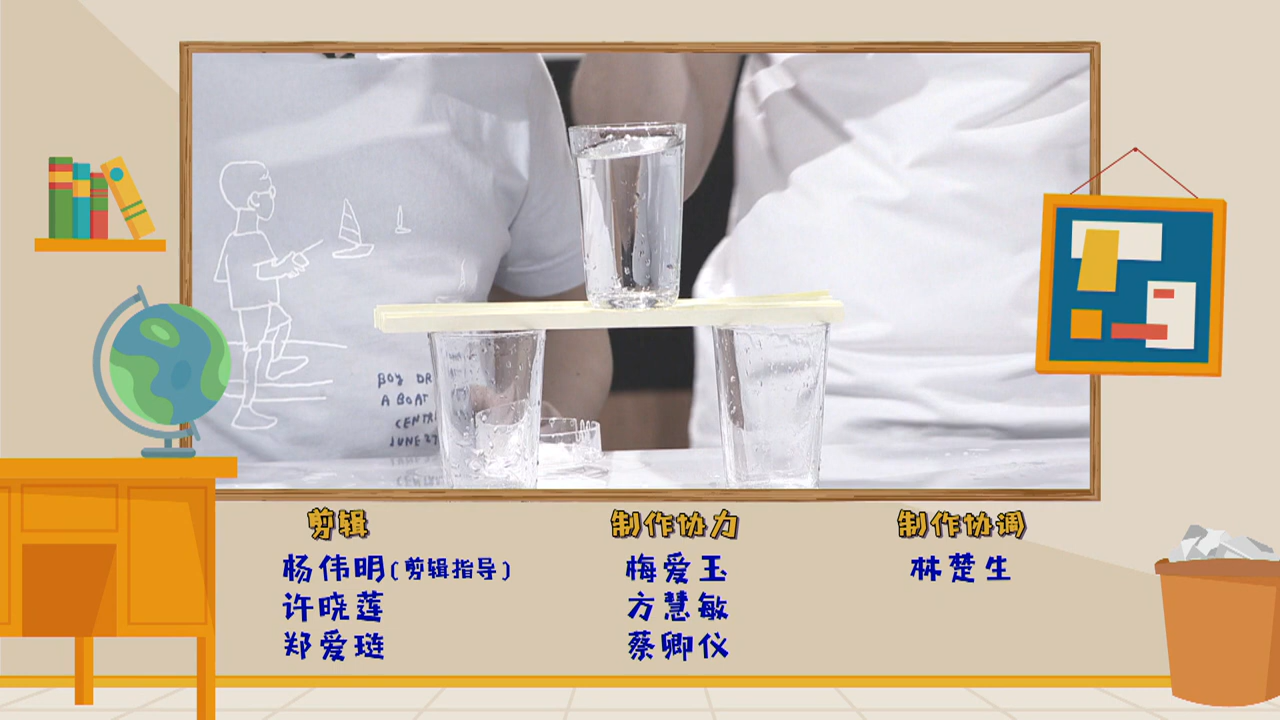 BOY DR
A BOAT
CENTR
JUNE 27
剪辑
杨伟明(剪辑指导)
许晓莲
郑爱琏
制作协力
梅爱玉
方慧敏
蔡卿仪
制作协调
林楚生